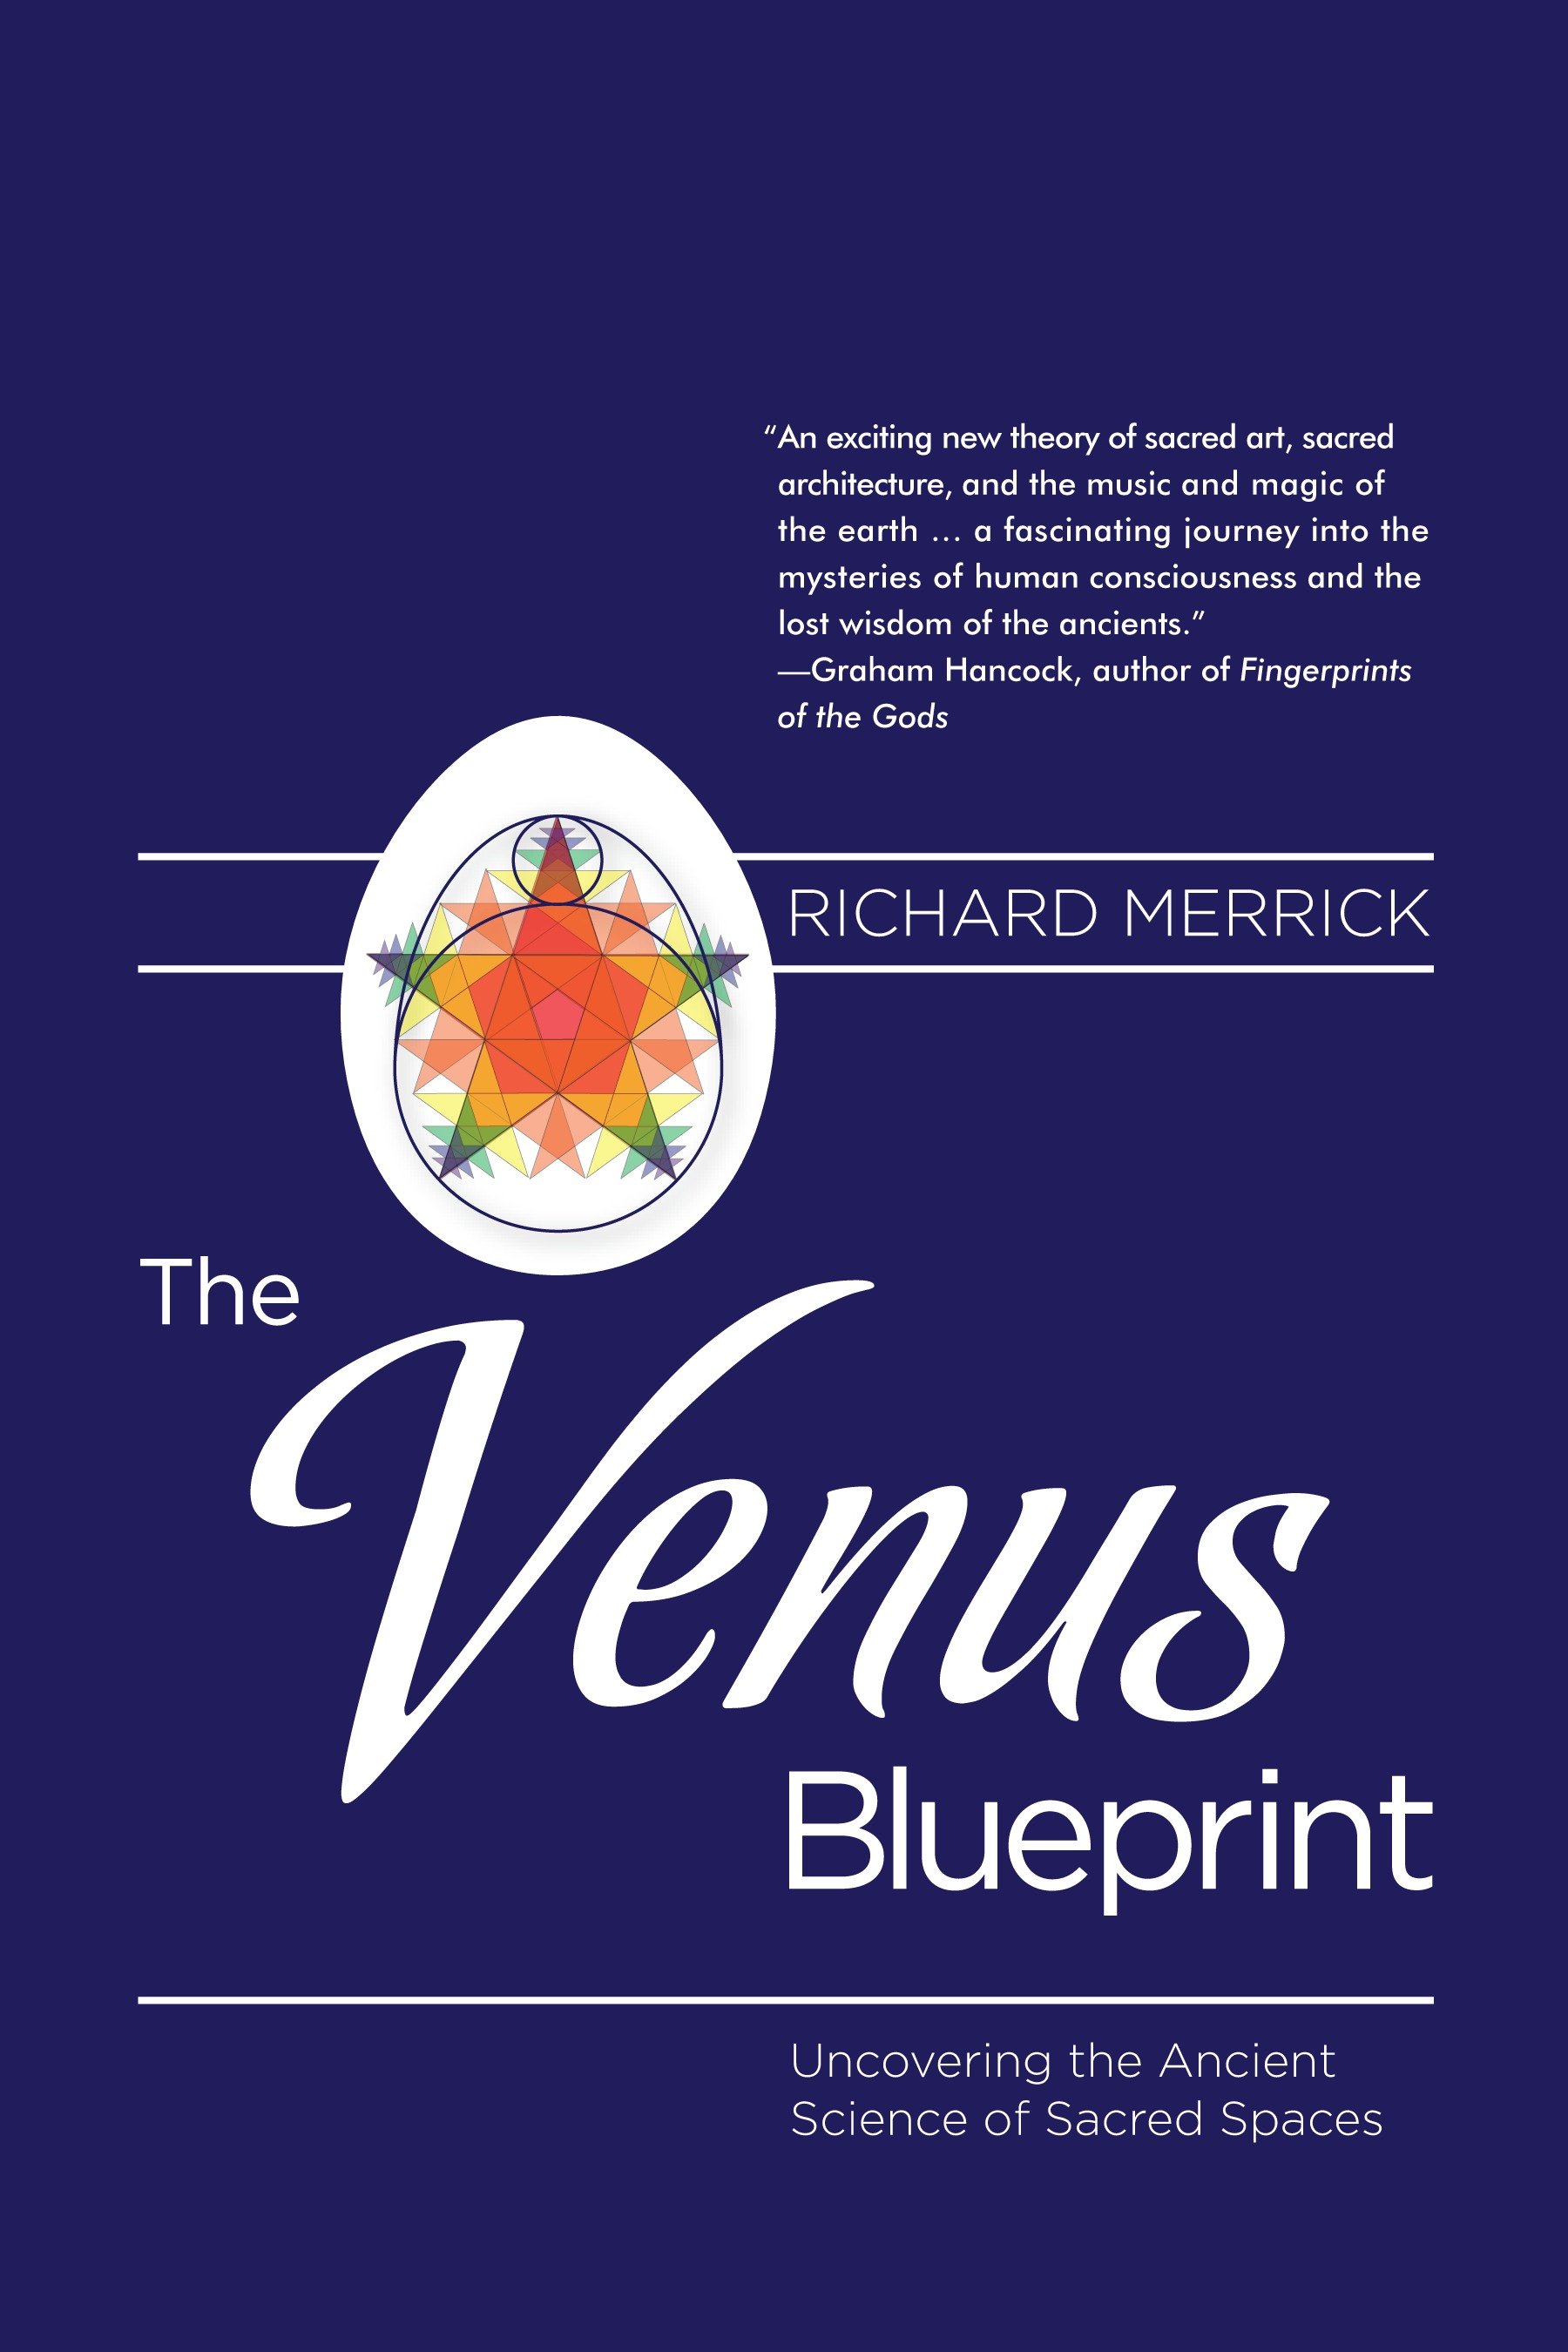 “An exciting new theory of sacred art, sacred
architecture, and the music and magic of
the earth … a fascinating journey into the
mysteries of human consciousness and the
lost wisdom of the ancients.”
—Graham Hancock, author of Fingerprints
of the Gods
RICHARD MERRICK
The
Venus
Blueprint
Uncovering the Ancient
Science of Sacred Spaces